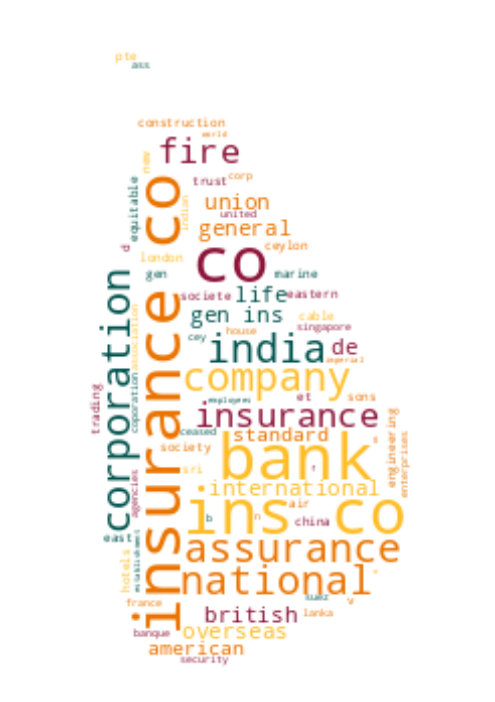 pte
ass
construction
world
fire
new
trust
corp
equitable
co
indian
union
united
general
d
ceylon
london
co
gen
marine
corporation
societe
life
eastern
insurance
gen ins
cable
association
singapore
cey
house
india
de
imperial
company
trading
employees
et
sons
coporation
insurance
engineering
ceased
standard
society
bank
enterprises
sri
agencies
international
ins co
air
b
n
china
east
establishment
assurance
hotels
national
suez
v
france
british
lanka
banque
overseas
american
security